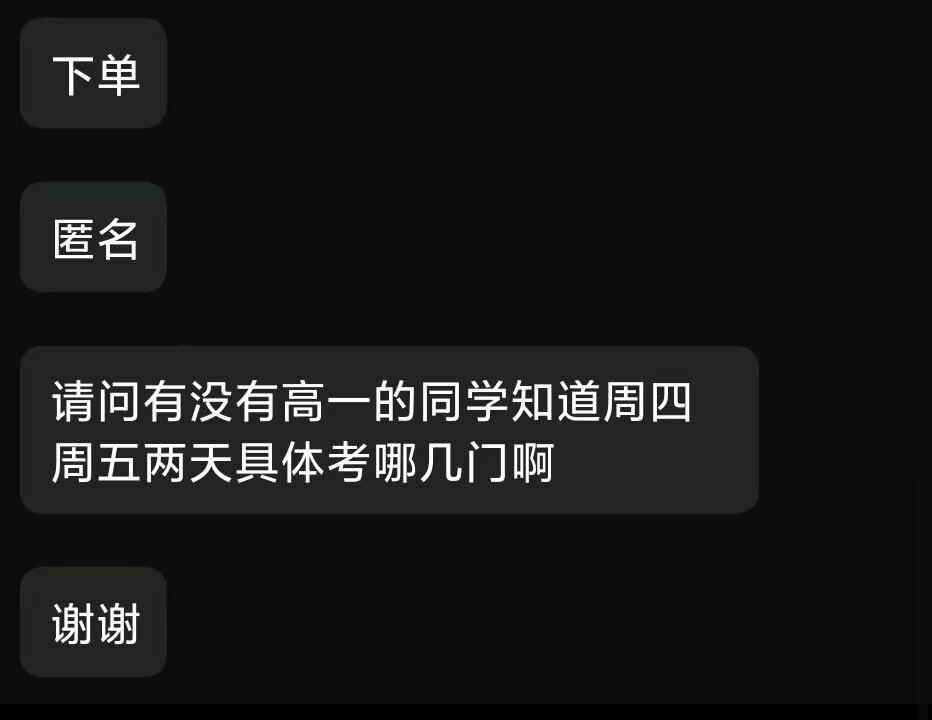 下单
匿名
请问有没有高一的同学知道周四
周五两天具体考哪几门啊
谢谢